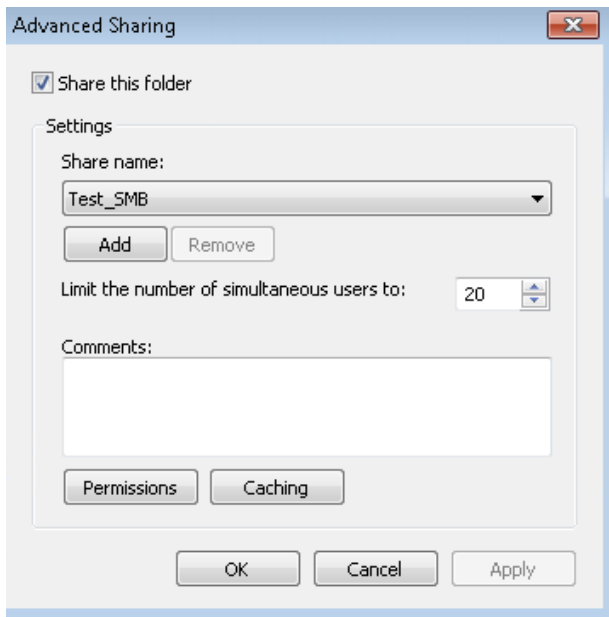 Advanced Sharing
Share this folder
Settings
Share name:
Test_SMB
Add Remove
Limit the number of simultaneous users to: 20
Comments:
Permissions Caching
OK Cancel Apply